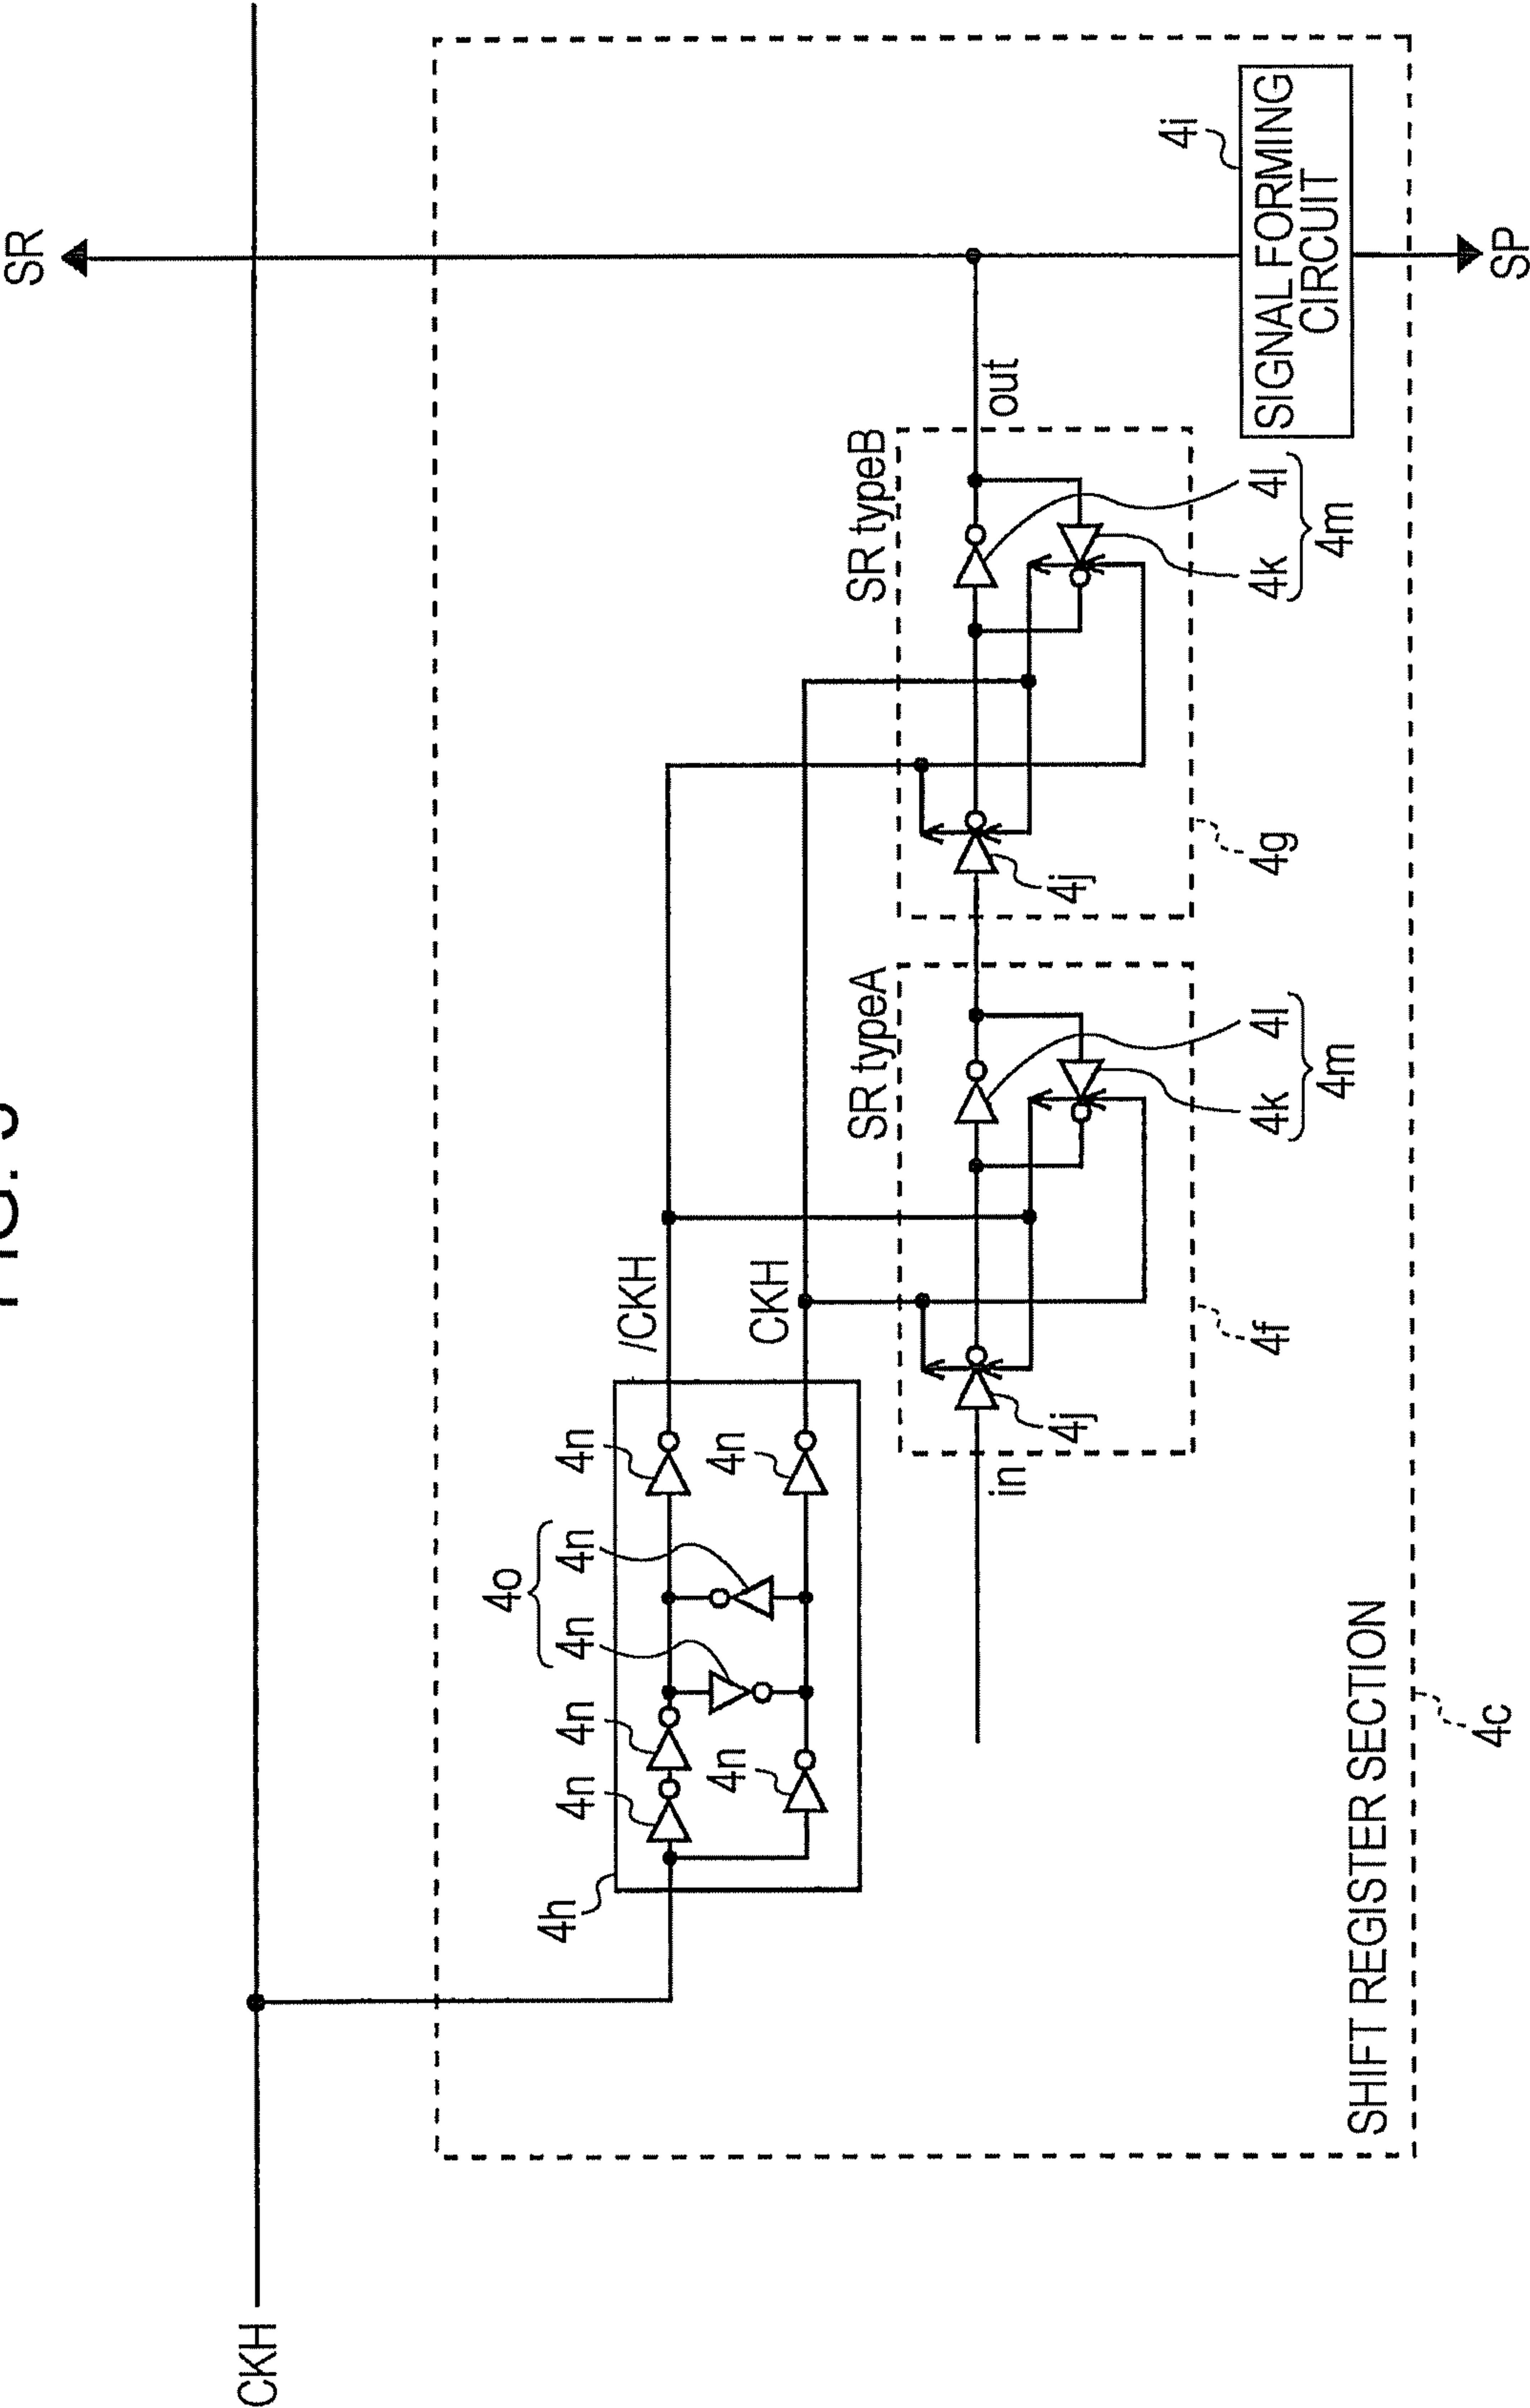 SR
CKH
4h
4n
4n
4o
4n
4n
4n
4n
4n
/CKH
CKH
in
4j
SR typeA
4k
4l
4m
4f
4j
SR typeB
4k
4l
4m
4g
out
4i
SIGNAL FORMING
CIRCUIT
SP
SHIFT REGISTER SECTION
4c